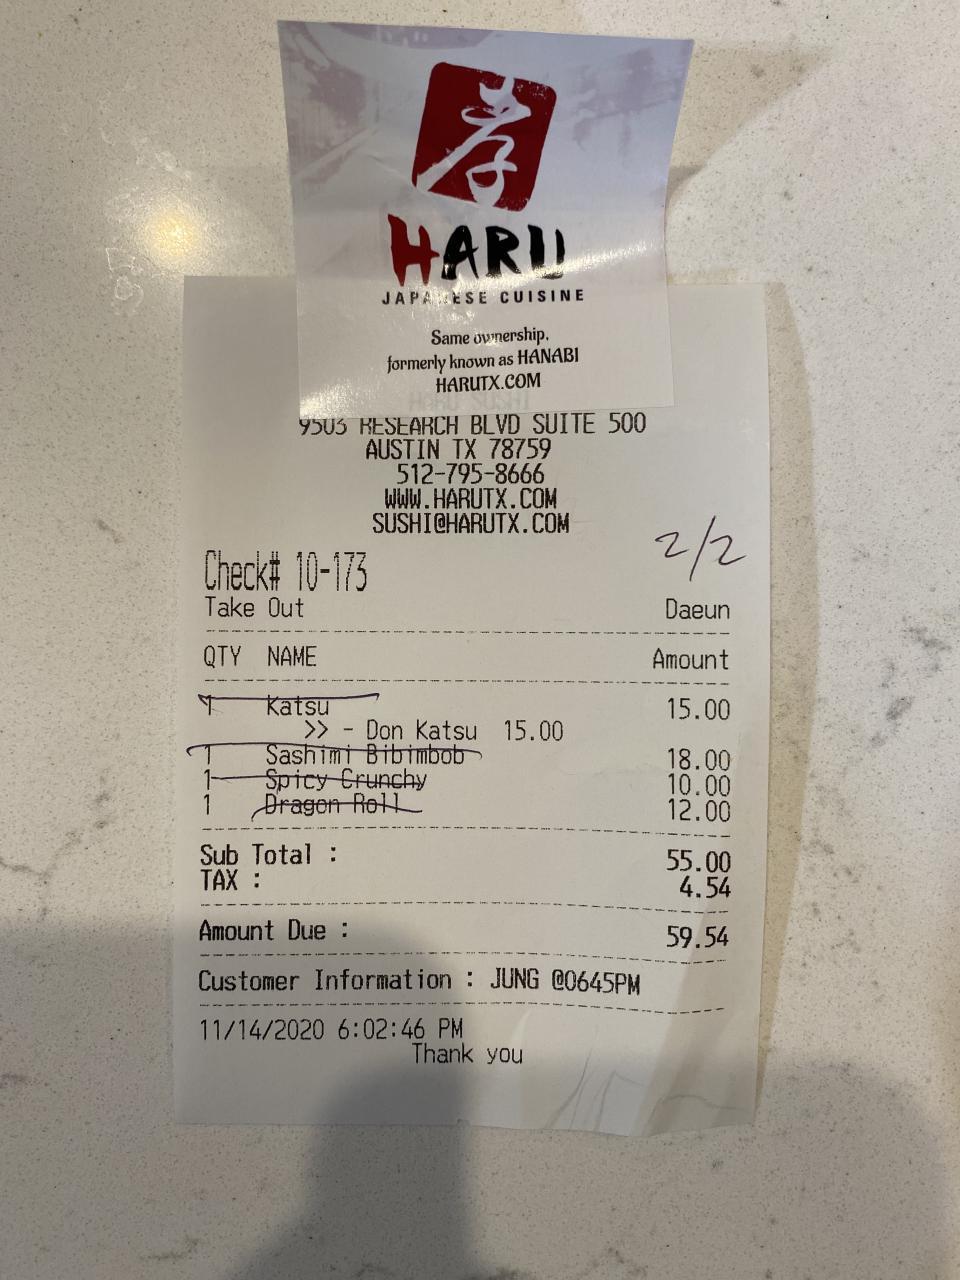 HARU
JAPANESE CUISINE
Same ownership,
formerly known as HANABI
HARUTX.COM
9503 RESEARCH BLVD SUITE 500
AUSTIN TX 78759
512-795-8666
WWW.HARUTX.COM
SUSHI@HARUTX.COM
2/2
Check# 10-173
Take Out Daeun
QTY NAME Amount
1 Katsu 15.00
>> - Don Katsu 15.00
1 Sashimi Bibimbob 18.00
1 Spicy Crunchy 10.00
1 Dragon Roll 12.00
Sub Total : 55.00
TAX : 4.54
Amount Due : 59.54
Customer Information : JUNG @0645PM
11/14/2020 6:02:46 PM
Thank you